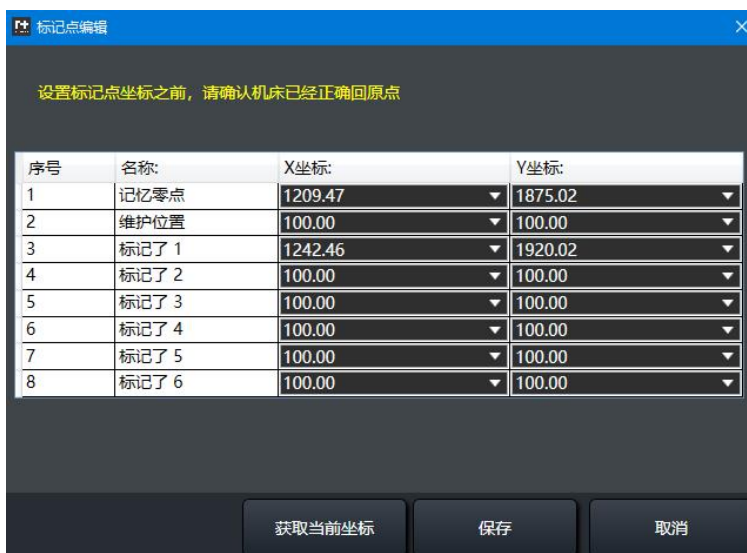 标记点编辑
设置标记点坐标之前，请确认机床已经正确回原点
序号 名称: X坐标: Y坐标:
1 记忆零点 1209.47 1875.02
2 维护位置 100.00 100.00
3 标记了 1 1242.46 1920.02
4 标记了 2 100.00 100.00
5 标记了 3 100.00 100.00
6 标记了 4 100.00 100.00
7 标记了 5 100.00 100.00
8 标记了 6 100.00 100.00
获取当前坐标 保存 取消